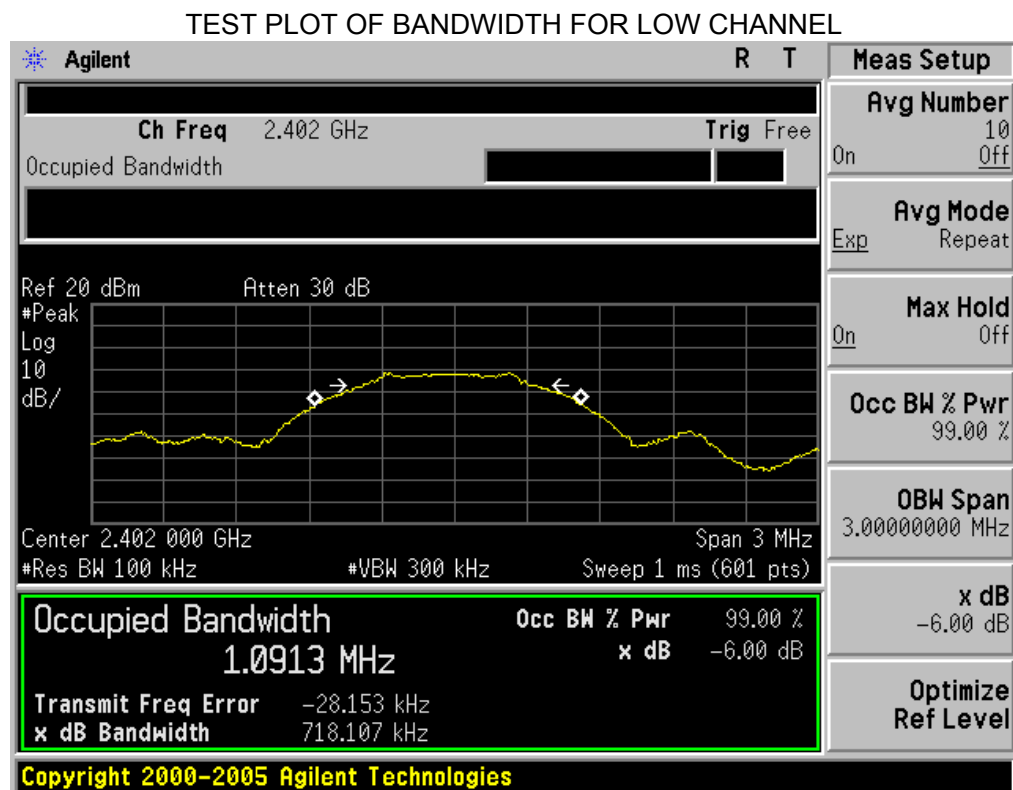 TEST PLOT OF BANDWIDTH FOR LOW CHANNEL
Agilent R T
Ch Freq 2.402 GHz Trig Free
Occupied Bandwidth
Ref 20 dBm Atten 30 dB
#Peak
Log
10
dB/
Center 2.402 000 GHz Span 3 MHz
#Res BW 100 kHz #VBW 300 kHz Sweep 1 ms (601 pts)
Occupied Bandwidth Occ BW % Pwr 99.00 %
1.0913 MHz x dB -6.00 dB
Transmit Freq Error -28.153 kHz
x dB Bandwidth 718.107 kHz
Meas Setup
Avg Number
10
On Off
Avg Mode
Exp Repeat
Max Hold
On Off
Occ BW % Pwr
99.00 %
OBW Span
3.00000000 MHz
x dB
-6.00 dB
Optimize
Ref Level
Copyright 2000-2005 Agilent Technologies